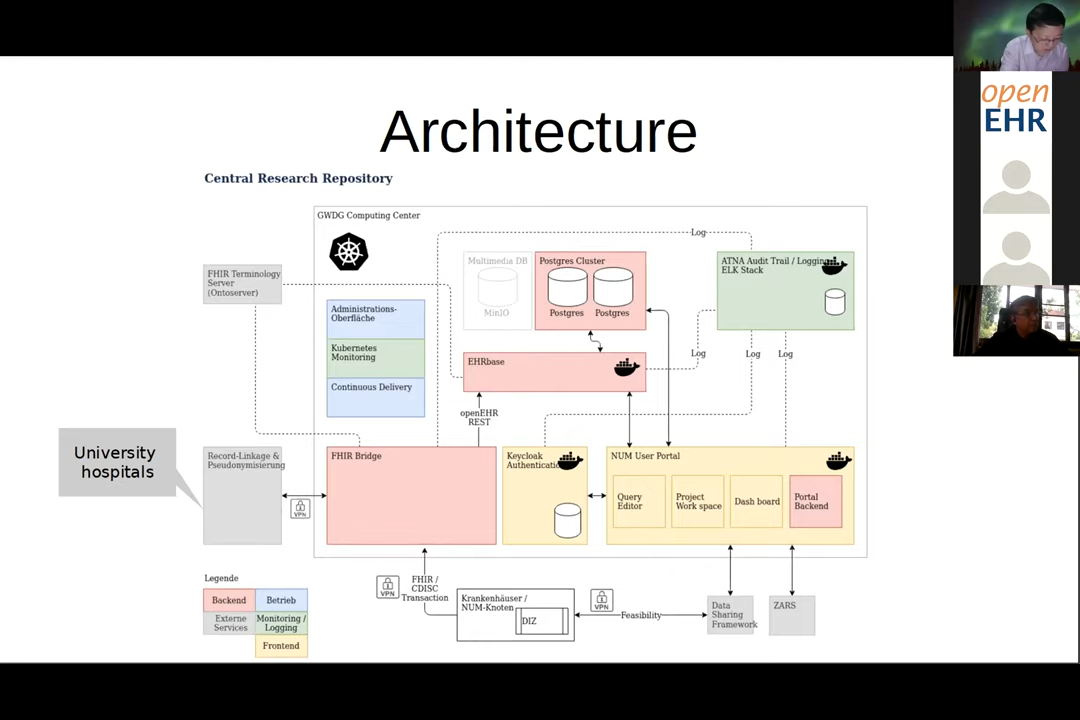 Architecture
Central Research Repository
GWDG Computing Center
Log
FHIR Terminology
Server
(Ontoserver)
Multimedia DB
MinIO
Postgres Cluster
Postgres
Postgres
ATNA Audit Trail / Logging
ELK Stack
Administrations-
Oberfläche
Kubernetes
Monitoring
Continuous Delivery
EHRbase
Log
Log
Log
openEHR
REST
University
hospitals
Record-Linkage &
Pseudonymisierung
VPN
FHIR Bridge
Keycloak
Authentication
NUM User Portal
Query
Editor
Project
Work space
Dash board
Portal
Backend
Legende
Backend
Betrieb
Externe
Services
Monitoring /
Logging
Frontend
VPN
FHIR /
CDISC
Transaction
Krankenhäuser /
NUM-Knoten
DIZ
VPN
Feasibility
Data
Sharing
Framework
ZARS
open
EHR